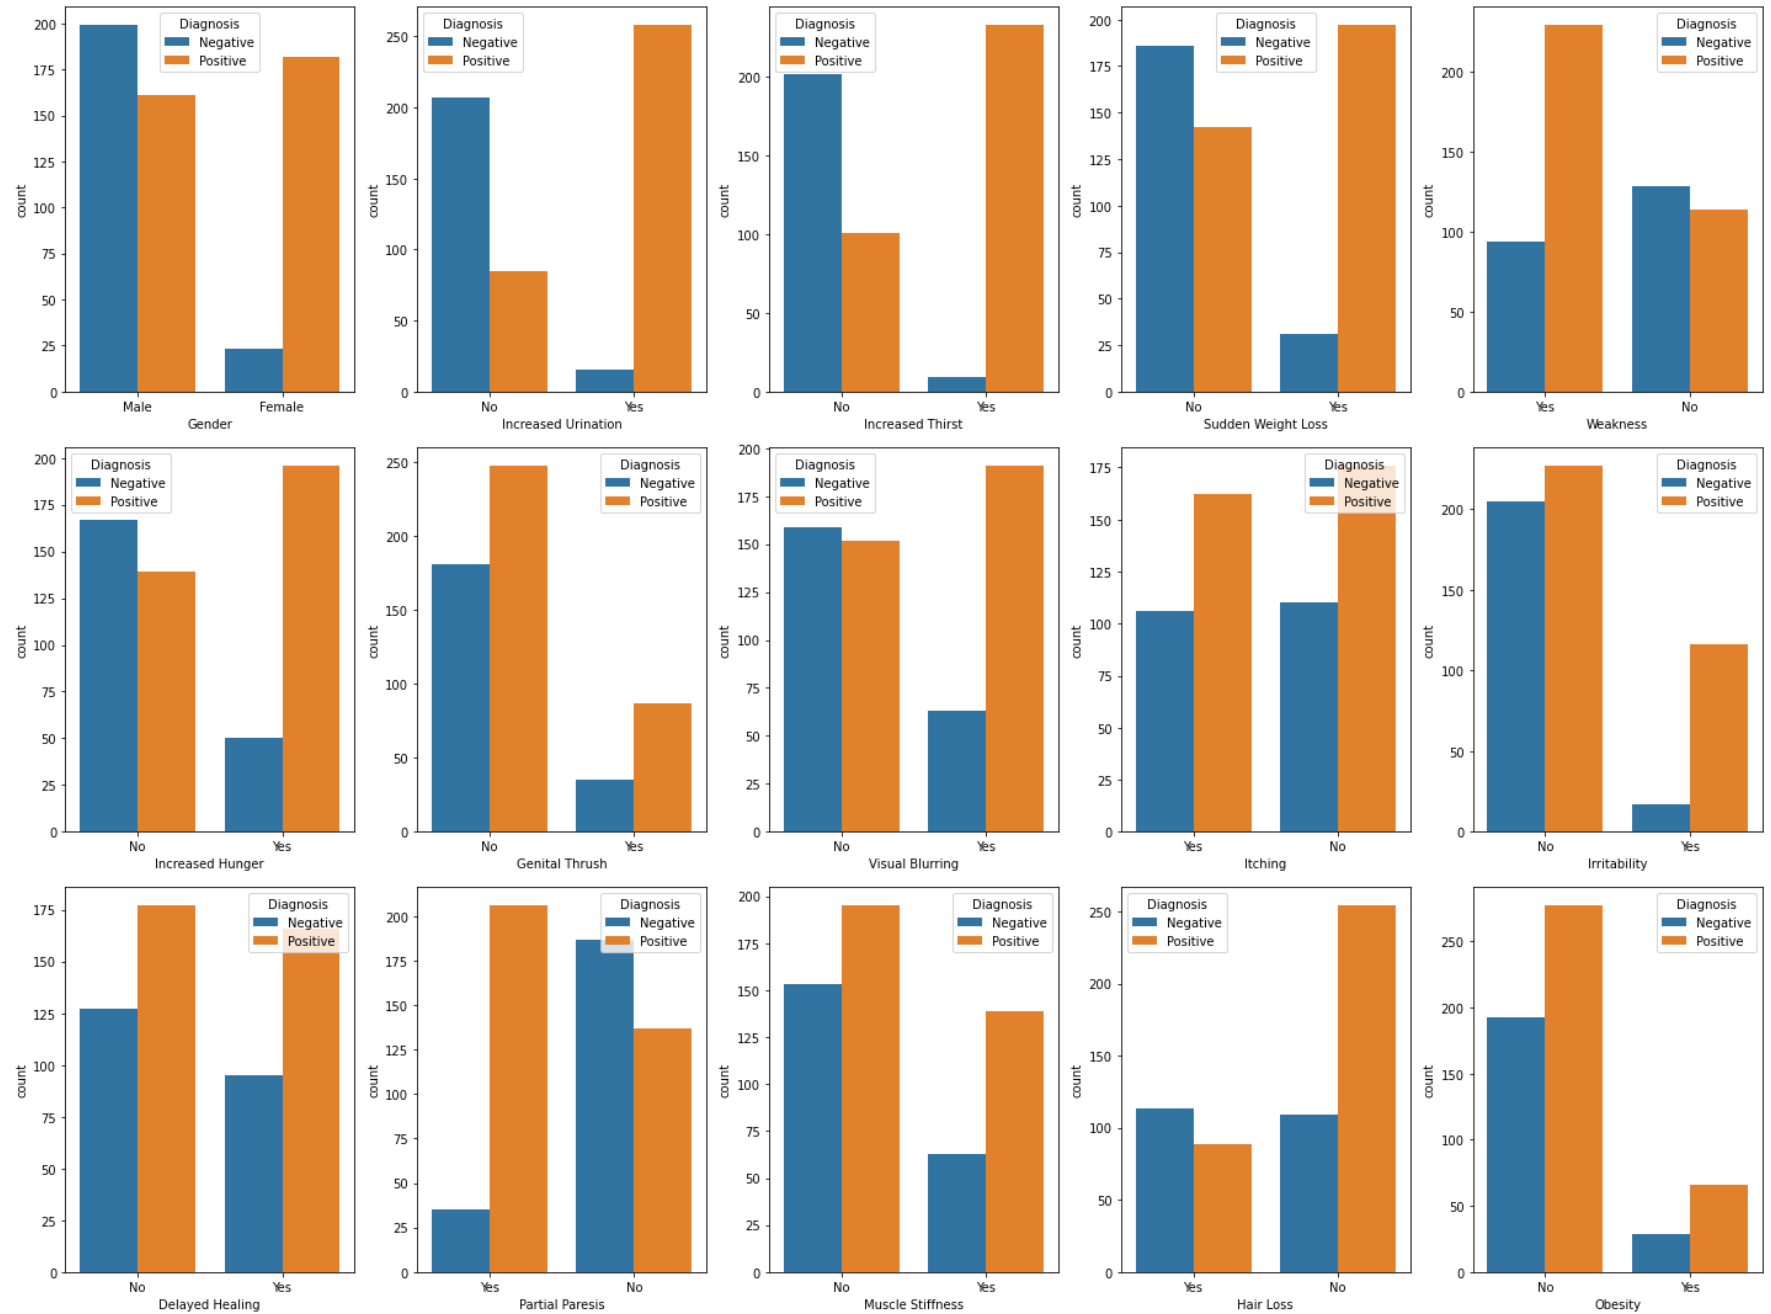 Diagnosis
Negative
Positive
count
200
175
150
125
100
75
50
25
0
Male Female
Gender
Diagnosis
Negative
Positive
count
250
200
150
100
50
0
No Yes
Increased Urination
Diagnosis
Negative
Positive
count
200
150
100
50
0
No Yes
Increased Thirst
Diagnosis
Negative
Positive
count
200
175
150
125
100
75
50
25
0
No Yes
Sudden Weight Loss
Diagnosis
Negative
Positive
count
200
150
100
50
0
Yes No
Weakness
Diagnosis
Negative
Positive
count
200
175
150
125
100
75
50
25
0
No Yes
Increased Hunger
Diagnosis
Negative
Positive
count
250
200
150
100
50
0
No Yes
Genital Thrush
Diagnosis
Negative
Positive
count
200
175
150
125
100
75
50
25
0
No Yes
Visual Blurring
Diagnosis
Negative
Positive
count
175
150
125
100
75
50
25
0
Yes No
Itching
Diagnosis
Negative
Positive
count
200
150
100
50
0
No Yes
Irritability
Diagnosis
Negative
Positive
count
175
150
125
100
75
50
25
0
No Yes
Delayed Healing
Diagnosis
Negative
Positive
count
200
175
150
125
100
75
50
25
0
Yes No
Partial Paresis
Diagnosis
Negative
Positive
count
200
175
150
125
100
75
50
25
0
No Yes
Muscle Stiffness
Diagnosis
Negative
Positive
count
250
200
150
100
50
0
Yes No
Hair Loss
Diagnosis
Negative
Positive
count
250
200
150
100
50
0
No Yes
Obesity